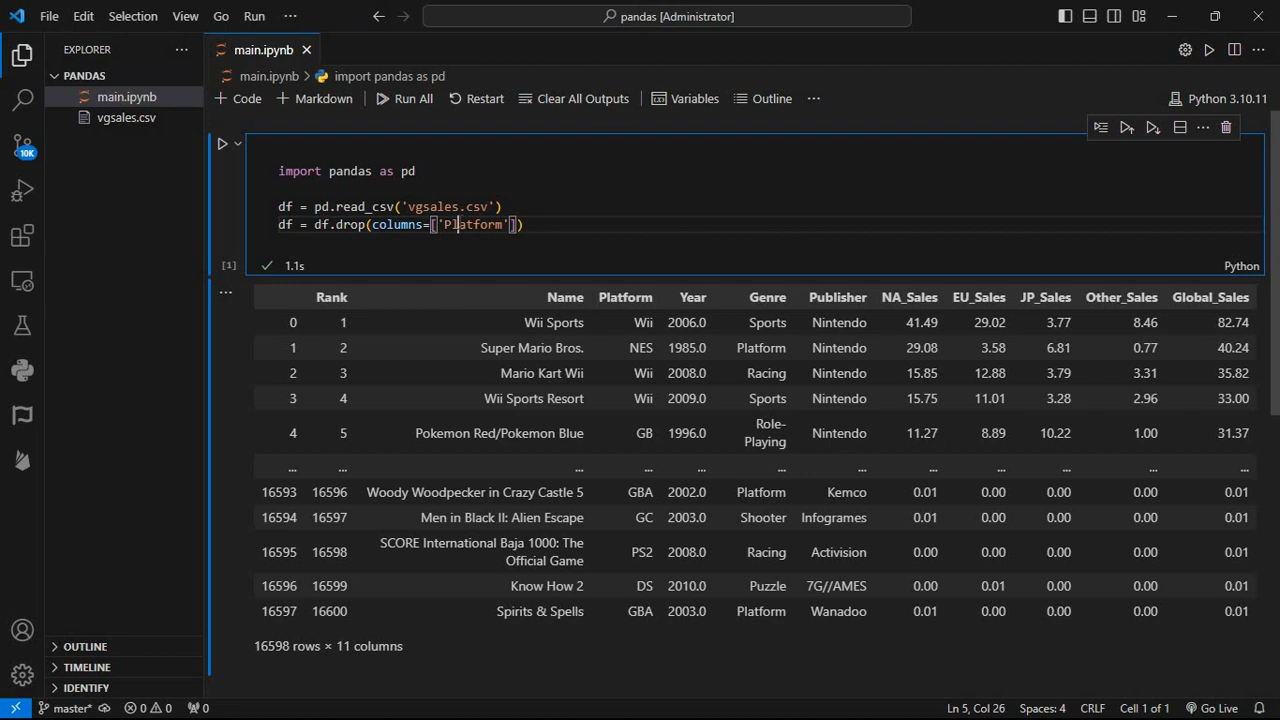 File Edit Selection View Go Run ··· pandas [Administrator]
EXPLORER ···
main.ipynb
PANDAS
main.ipynb
vgsales.csv
main.ipynb > import pandas as pd
+ Code + Markdown Run All Restart Clear All Outputs Variables Outline ··· Python 3.10.11
import pandas as pd
df = pd.read_csv('vgsales.csv')
df = df.drop(columns=['Platform'])
[1] 1.1s Python
Rank Name Platform Year Genre Publisher NA_Sales EU_Sales JP_Sales Other_Sales Global_Sales
0 1 Wii Sports Wii 2006.0 Sports Nintendo 41.49 29.02 3.77 8.46 82.74
1 2 Super Mario Bros. NES 1985.0 Platform Nintendo 29.08 3.58 6.81 0.77 40.24
2 3 Mario Kart Wii Wii 2008.0 Racing Nintendo 15.85 12.88 3.79 3.31 35.82
3 4 Wii Sports Resort Wii 2009.0 Sports Nintendo 15.75 11.01 3.28 2.96 33.00
4 5 Pokemon Red/Pokemon Blue GB 1996.0 Role-
Playing Nintendo 11.27 8.89 10.22 1.00 31.37
... ... ... ... ... ... ... ... ... ... ... ...
16593 16596 Woody Woodpecker in Crazy Castle 5 GBA 2002.0 Platform Kemco 0.01 0.00 0.00 0.00 0.01
16594 16597 Men in Black II: Alien Escape GC 2003.0 Shooter Infogrames 0.01 0.00 0.00 0.00 0.01
16595 16598 SCORE International Baja 1000: The
Official Game PS2 2008.0 Racing Activision 0.00 0.00 0.00 0.00 0.01
16596 16599 Know How 2 DS 2010.0 Puzzle 7G//AMES 0.00 0.01 0.00 0.00 0.01
16597 16600 Spirits & Spells GBA 2003.0 Platform Wanadoo 0.01 0.00 0.00 0.00 0.01
16598 rows × 11 columns
10K
OUTLINE
TIMELINE
IDENTIFY
master* 0 0 0 Ln 5, Col 26 Spaces: 4 CRLF Cell 1 of 1 Go Live